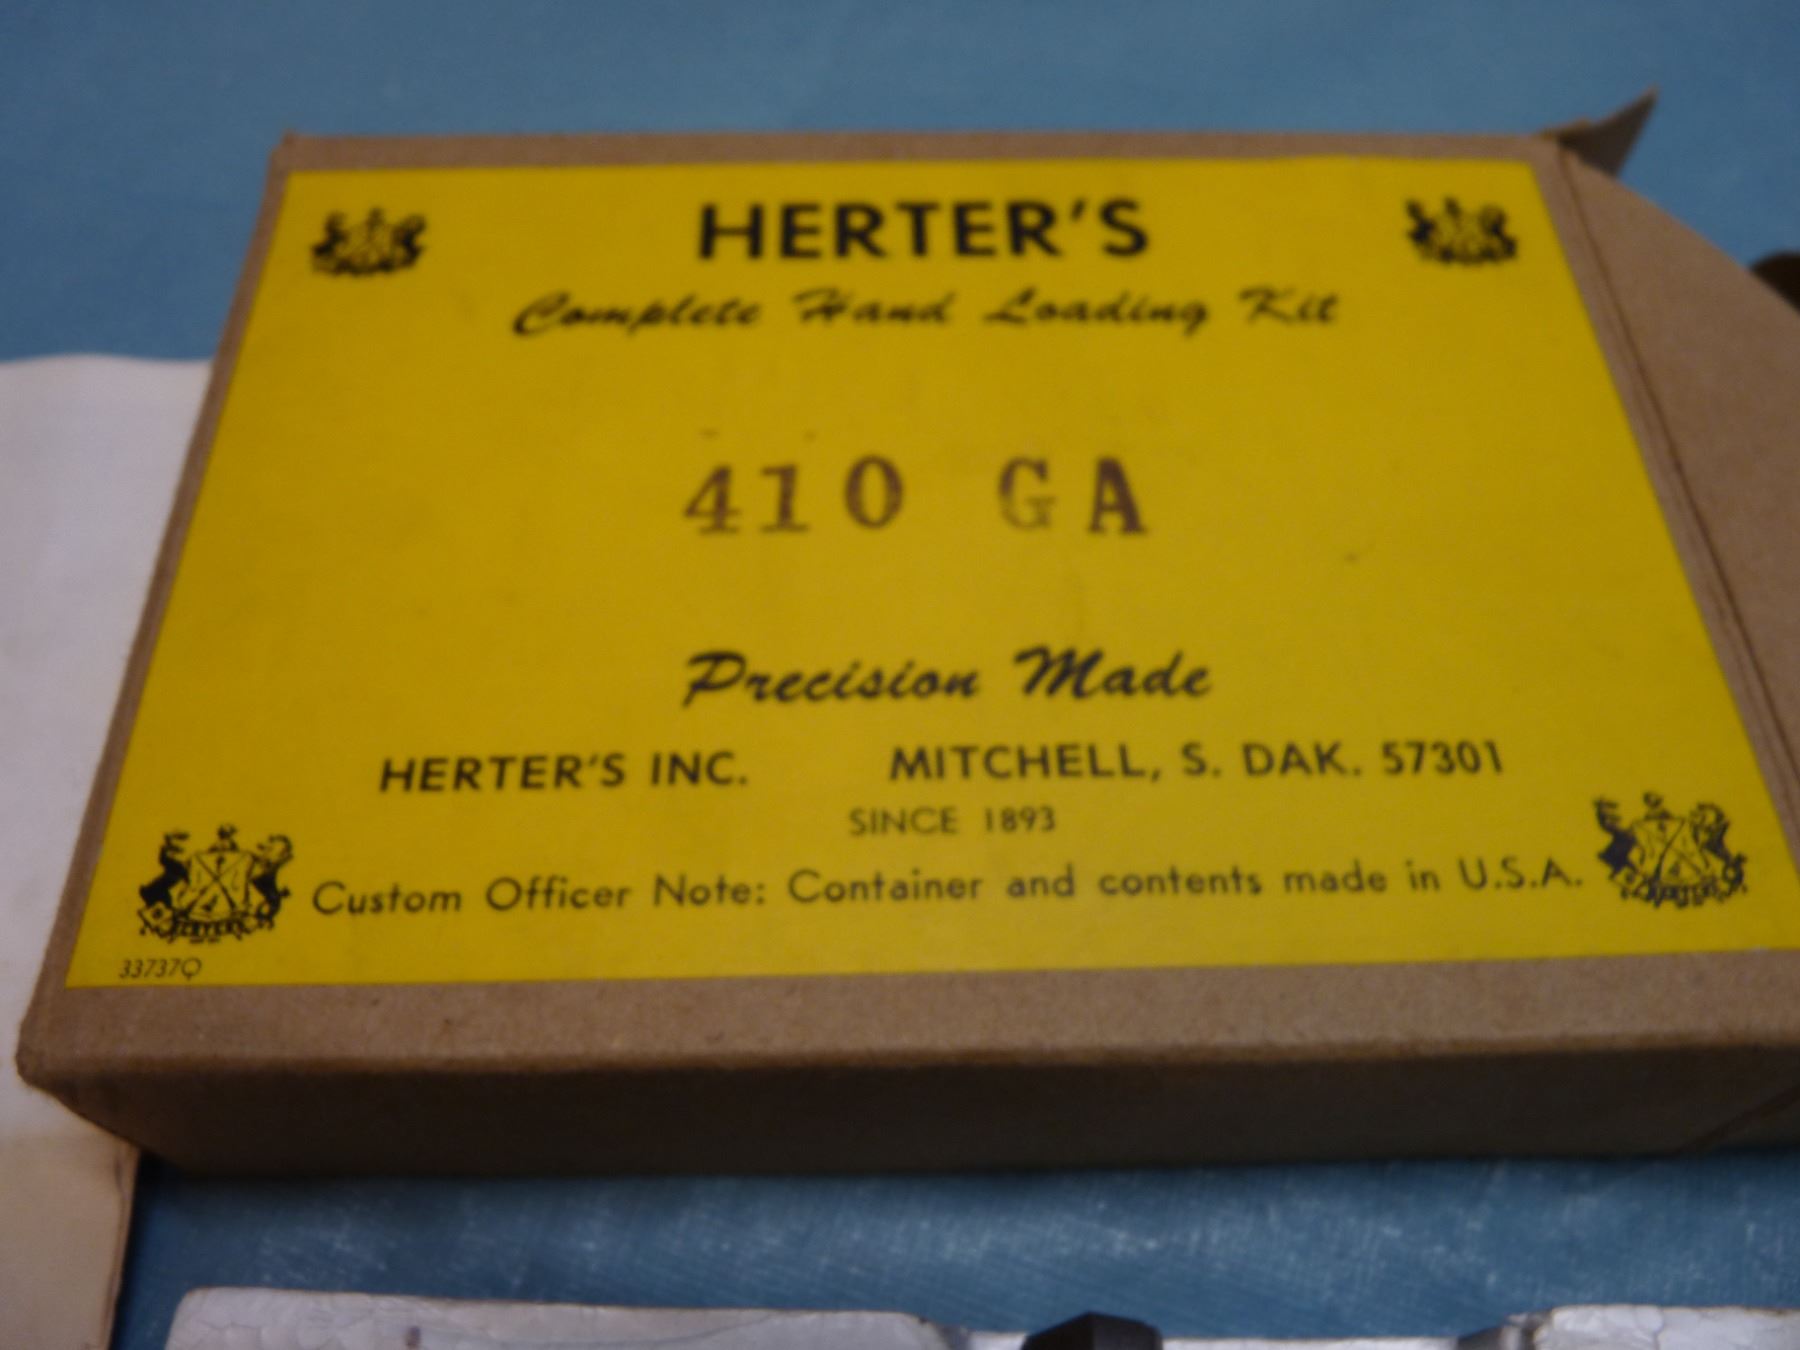 HERTER'S
Complete Hand Loading Kit
410 GA
Precision Made
HERTER'S INC. MITCHELL, S. DAK. 57301
SINCE 1893
Custom Officer Note: Container and contents made in U.S.A.
33737Q